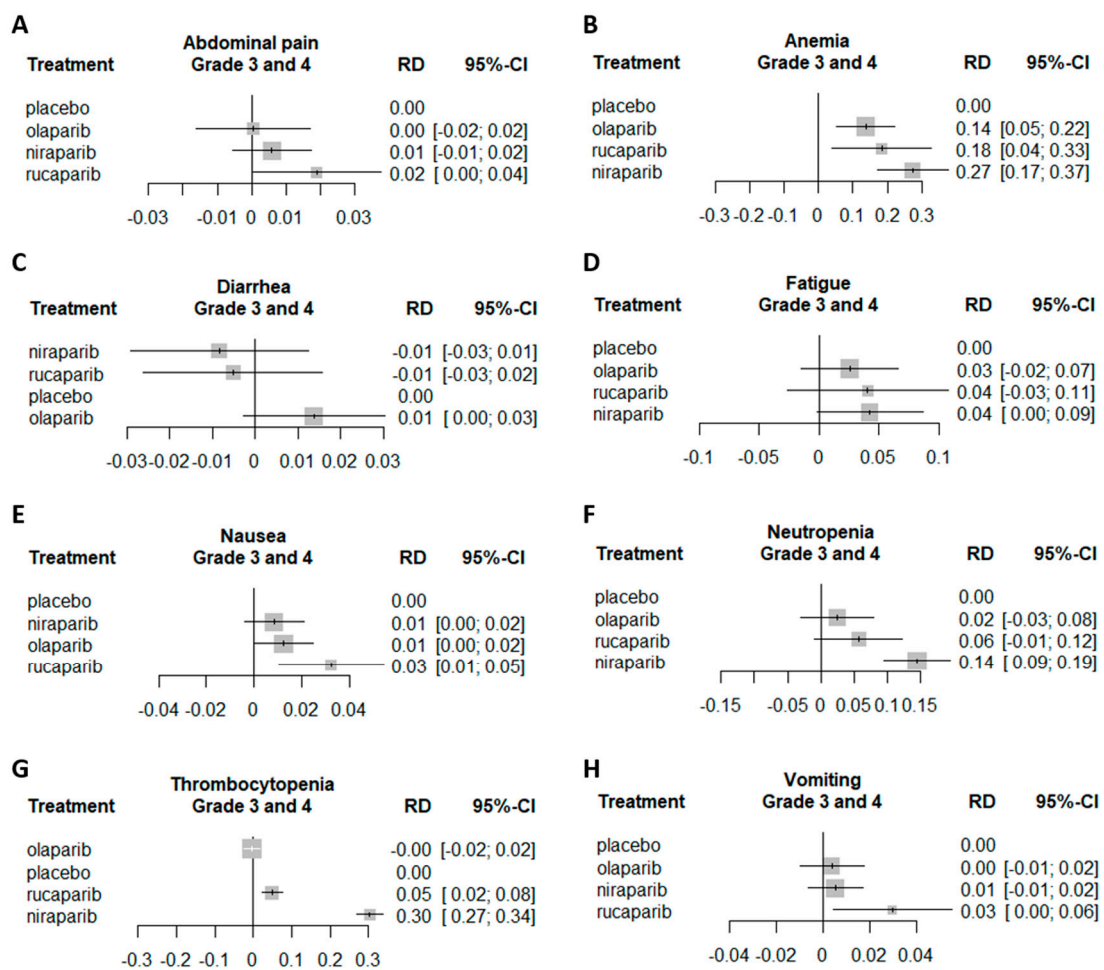 A
Abdominal pain
Treatment Grade 3 and 4 RD 95%-CI
placebo 0.00
olaparib 0.00 [-0.02; 0.02]
niraparib 0.01 [-0.01; 0.02]
rucaparib 0.02 [ 0.00; 0.04]
-0.03 -0.01 0 0.01 0.03
B
Anemia
Treatment Grade 3 and 4 RD 95%-CI
placebo 0.00
olaparib 0.14 [0.05; 0.22]
rucaparib 0.18 [0.04; 0.33]
niraparib 0.27 [0.17; 0.37]
-0.3 -0.2 -0.1 0 0.1 0.2 0.3
C
Diarrhea
Treatment Grade 3 and 4 RD 95%-CI
niraparib -0.01 [-0.03; 0.01]
rucaparib -0.01 [-0.03; 0.02]
placebo 0.00
olaparib 0.01 [ 0.00; 0.03]
-0.03 -0.02 -0.01 0 0.01 0.02 0.03
D
Fatigue
Treatment Grade 3 and 4 RD 95%-CI
placebo 0.00
olaparib 0.03 [-0.02; 0.07]
rucaparib 0.04 [-0.03; 0.11]
niraparib 0.04 [ 0.00; 0.09]
-0.1 -0.05 0 0.05 0.1
E
Nausea
Treatment Grade 3 and 4 RD 95%-CI
placebo 0.00
niraparib 0.01 [0.00; 0.02]
olaparib 0.01 [0.00; 0.02]
rucaparib 0.03 [0.01; 0.05]
-0.04 -0.02 0 0.02 0.04
F
Neutropenia
Treatment Grade 3 and 4 RD 95%-CI
placebo 0.00
olaparib 0.02 [-0.03; 0.08]
rucaparib 0.06 [-0.01; 0.12]
niraparib 0.14 [ 0.09; 0.19]
-0.15 -0.05 0 0.05 0.1 0.15
G
Thrombocytopenia
Treatment Grade 3 and 4 RD 95%-CI
olaparib -0.00 [-0.02; 0.02]
placebo 0.00
rucaparib 0.05 [ 0.02; 0.08]
niraparib 0.30 [ 0.27; 0.34]
-0.3 -0.2 -0.1 0 0.1 0.2 0.3
H
Vomiting
Treatment Grade 3 and 4 RD 95%-CI
placebo 0.00
olaparib 0.00 [-0.01; 0.02]
niraparib 0.01 [-0.01; 0.02]
rucaparib 0.03 [ 0.00; 0.06]
-0.04 -0.02 0 0.02 0.04